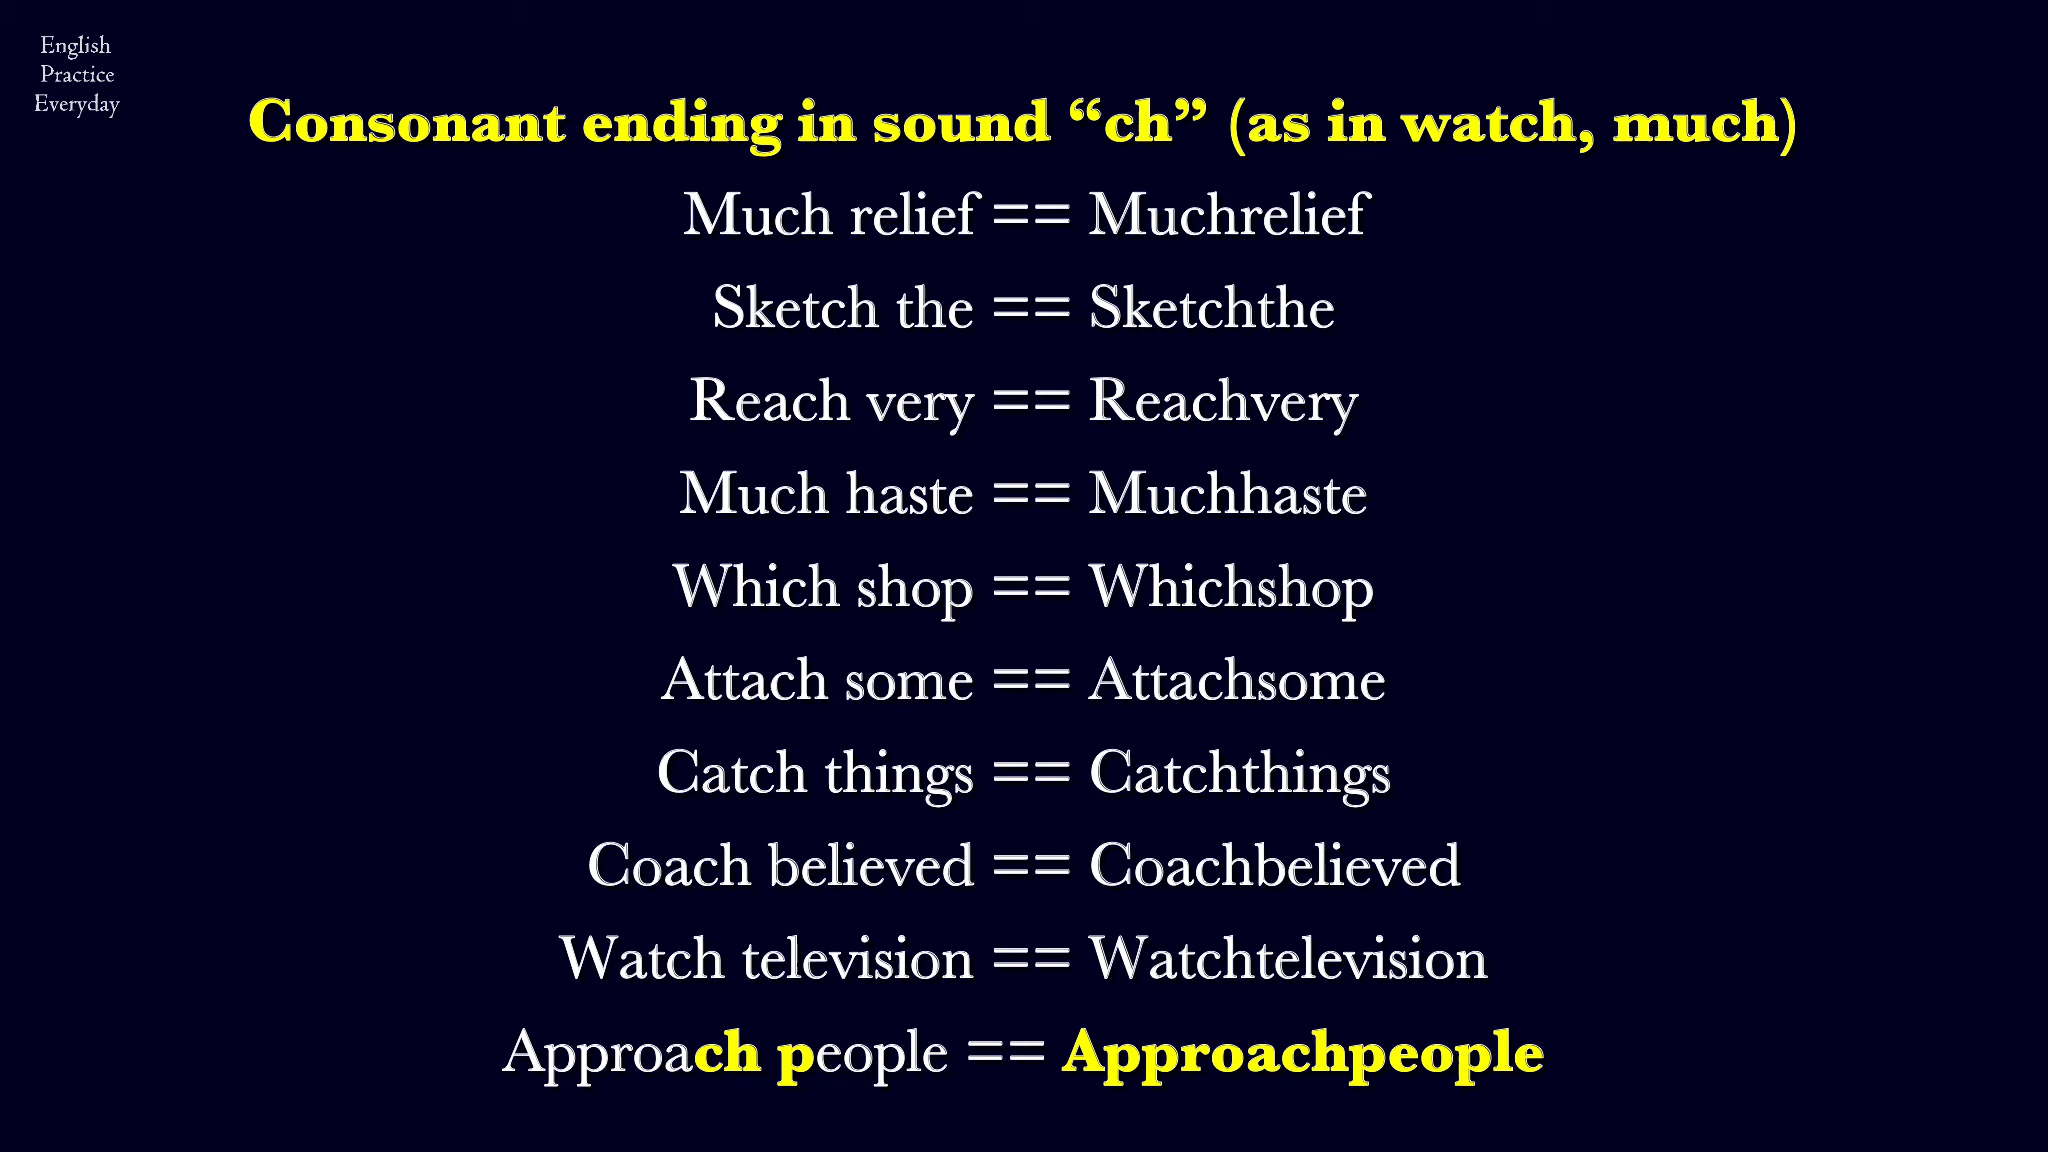 English
Practice
Everyday
Consonant ending in sound “ch” (as in watch, much)
Much relief == Muchrelief
Sketch the == Sketchthe
Reach very == Reachvery
Much haste == Muchhaste
Which shop == Whichshop
Attach some == Attachsome
Catch things == Catchthings
Coach believed == Coachbelieved
Watch television == Watchtelevision
Approach people == Approachpeople